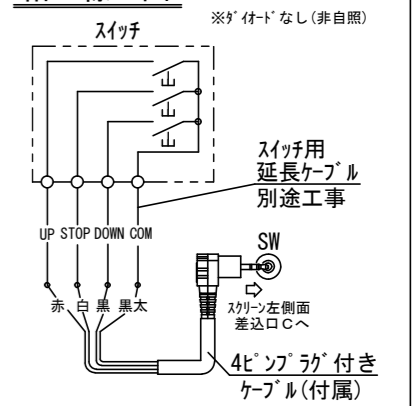 ※ﾀﾞｲｵｰﾄﾞなし(非自照)
スイッチ
スイッチ用
延長ケーブル
別途工事
UP STOP DOWN COM
SW
赤 白 黒 黒太
スクリーン左側面
差込口Cへ
4ピンプラグ付き
ケーブル(付属)